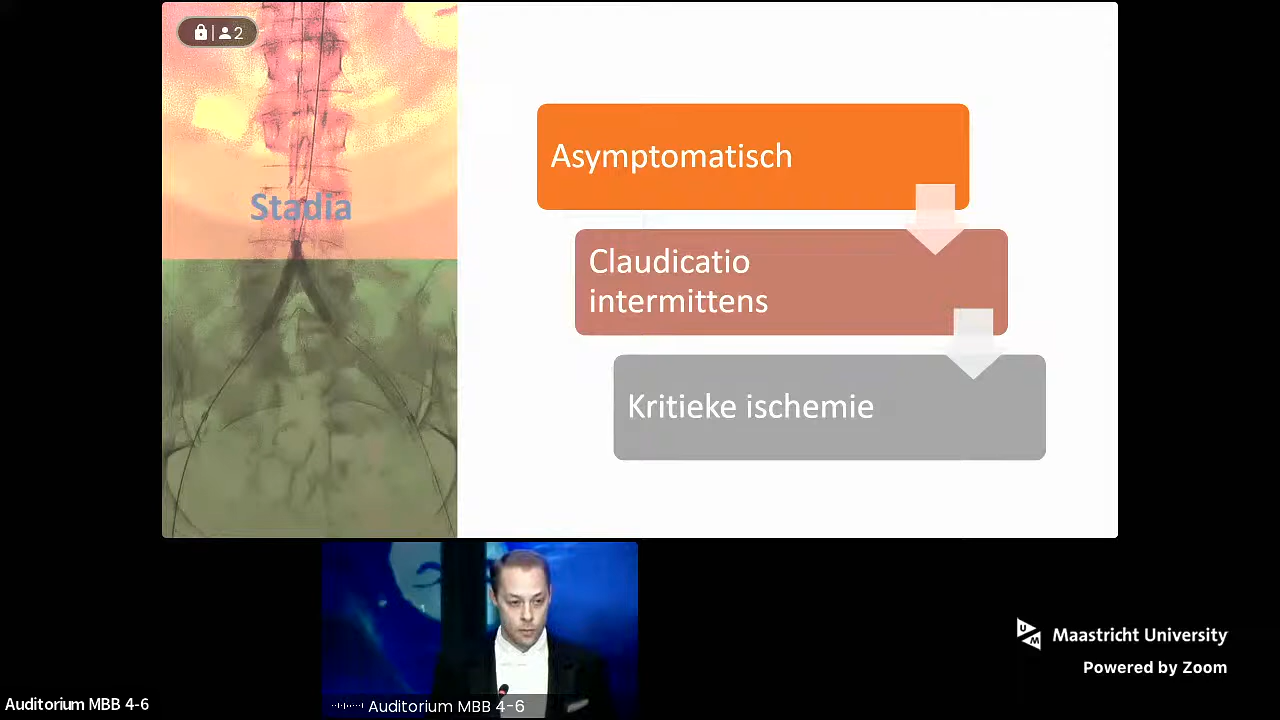 2
Stadia
Asymptomatisch
Claudicatio
intermittens
Kritieke ischemie
Maastricht University
Powered by Zoom
Auditorium MBB 4-6
Auditorium MBB 4-6
UM